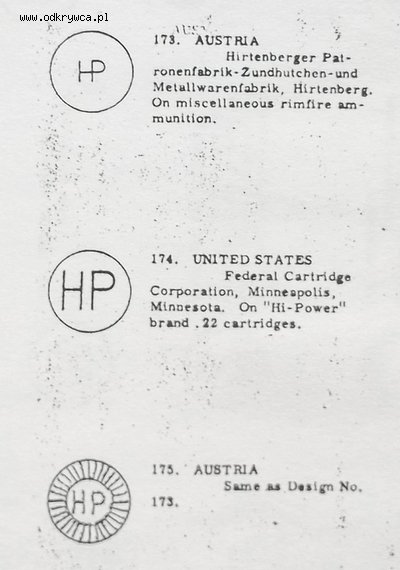 www.odkrywca.pl
HP
173. AUSTRIA
Hirtenberger Pat-
ronenfabrik-Zundhutchen-und
Metallwarenfabrik, Hirtenberg.
On miscellaneous rimfire am-
munition.
HP
174. UNITED STATES
Federal Cartridge
Corporation, Minneapolis,
Minnesota. On "Hi-Power"
brand .22 cartridges.
HP
175. AUSTRIA
Same as Design No.
173.